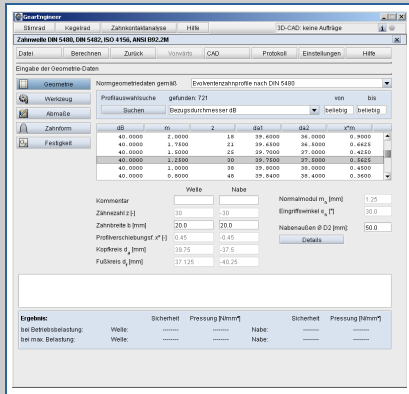 GearEngineer
Stirnrad Kegelrad Zahnkontaktanalyse Hilfe 3D-CAD: keine Aufträge
Zahnwelle DIN 5480, DIN 5482, ISO 4156, ANSI B92.2M
Datei Berechnen Zurück Vorwärts CAD Protokoll Einstellungen Hilfe
Eingabe der Geometrie-Daten
Geometrie Normgeometriedaten gemäß Evolventenzahnprofile nach DIN 5480
Werkzeug Profilauswahlsuche gefunden: 721 von bis
Abmaße Suchen Bezugsdurchmesser dB beliebig beliebig
Zahnform
Festigkeit
dB m z da1 da2 x*m
40.0000 2.0000 18 39.6000 36.0000 0.9000
40.0000 1.7500 21 39.6500 36.5000 0.6625
40.0000 1.5000 25 39.7000 37.0000 0.4250
40.0000 1.2500 30 39.7500 37.5000 0.5625
40.0000 1.0000 38 39.8000 38.0000 0.4500
40.0000 0.8000 48 39.8400 38.4000 0.3600
Welle Nabe
Kommentar Normalmodul mn 1.25
Zähnezahl z [-] 30 -30 Eingriffswinkel αn [°] 30.0
Zahnbreite b [mm] 20.0 20.0 Nabenaußen Ø D2 [mm]: 50.0
Profilverschiebungsf. x* [-] 0.45 -0.45 Details
Kopfkreis da [mm] 39.75 -37.5
Fußkreis df [mm] 37.125 -40.25
Ergebnis: Sicherheit Pressung [N/mm²] Sicherheit Pressung [N/mm²]
bei Betriebsbelastung: Welle: -------- -------- Nabe: -------- --------
bei max. Belastung: Welle: -------- -------- Nabe: -------- --------